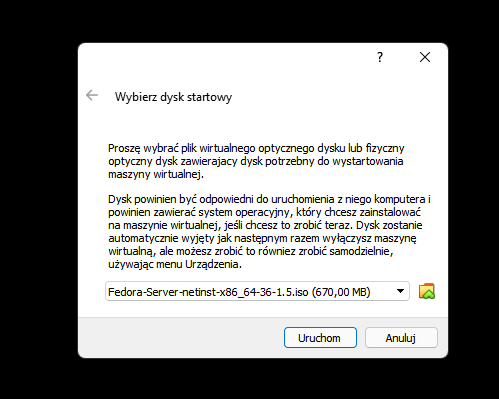 ?
Wybierz dysk startowy
Proszę wybrać plik wirtualnego optycznego dysku lub fizyczny
optyczny dysk zawierajacy dysk potrzebny do wystartowania
maszyny wirtualnej.
Dysk powinien być odpowiedni do uruchomienia z niego komputera i
powinien zawierać system operacyjny, który chcesz zainstalować
na maszynie wirtualnej, jeśli chcesz to zrobić teraz. Dysk zostanie
automatycznie wyjęty jak następnym razem wyłączysz maszynę
wirtualną, ale możesz zrobić to równiez zrobić samodzielnie,
używając menu Urządzenia.
Fedora-Server-netinst-x86_64-36-1.5.iso (670,00 MB)
Uruchom
Anuluj